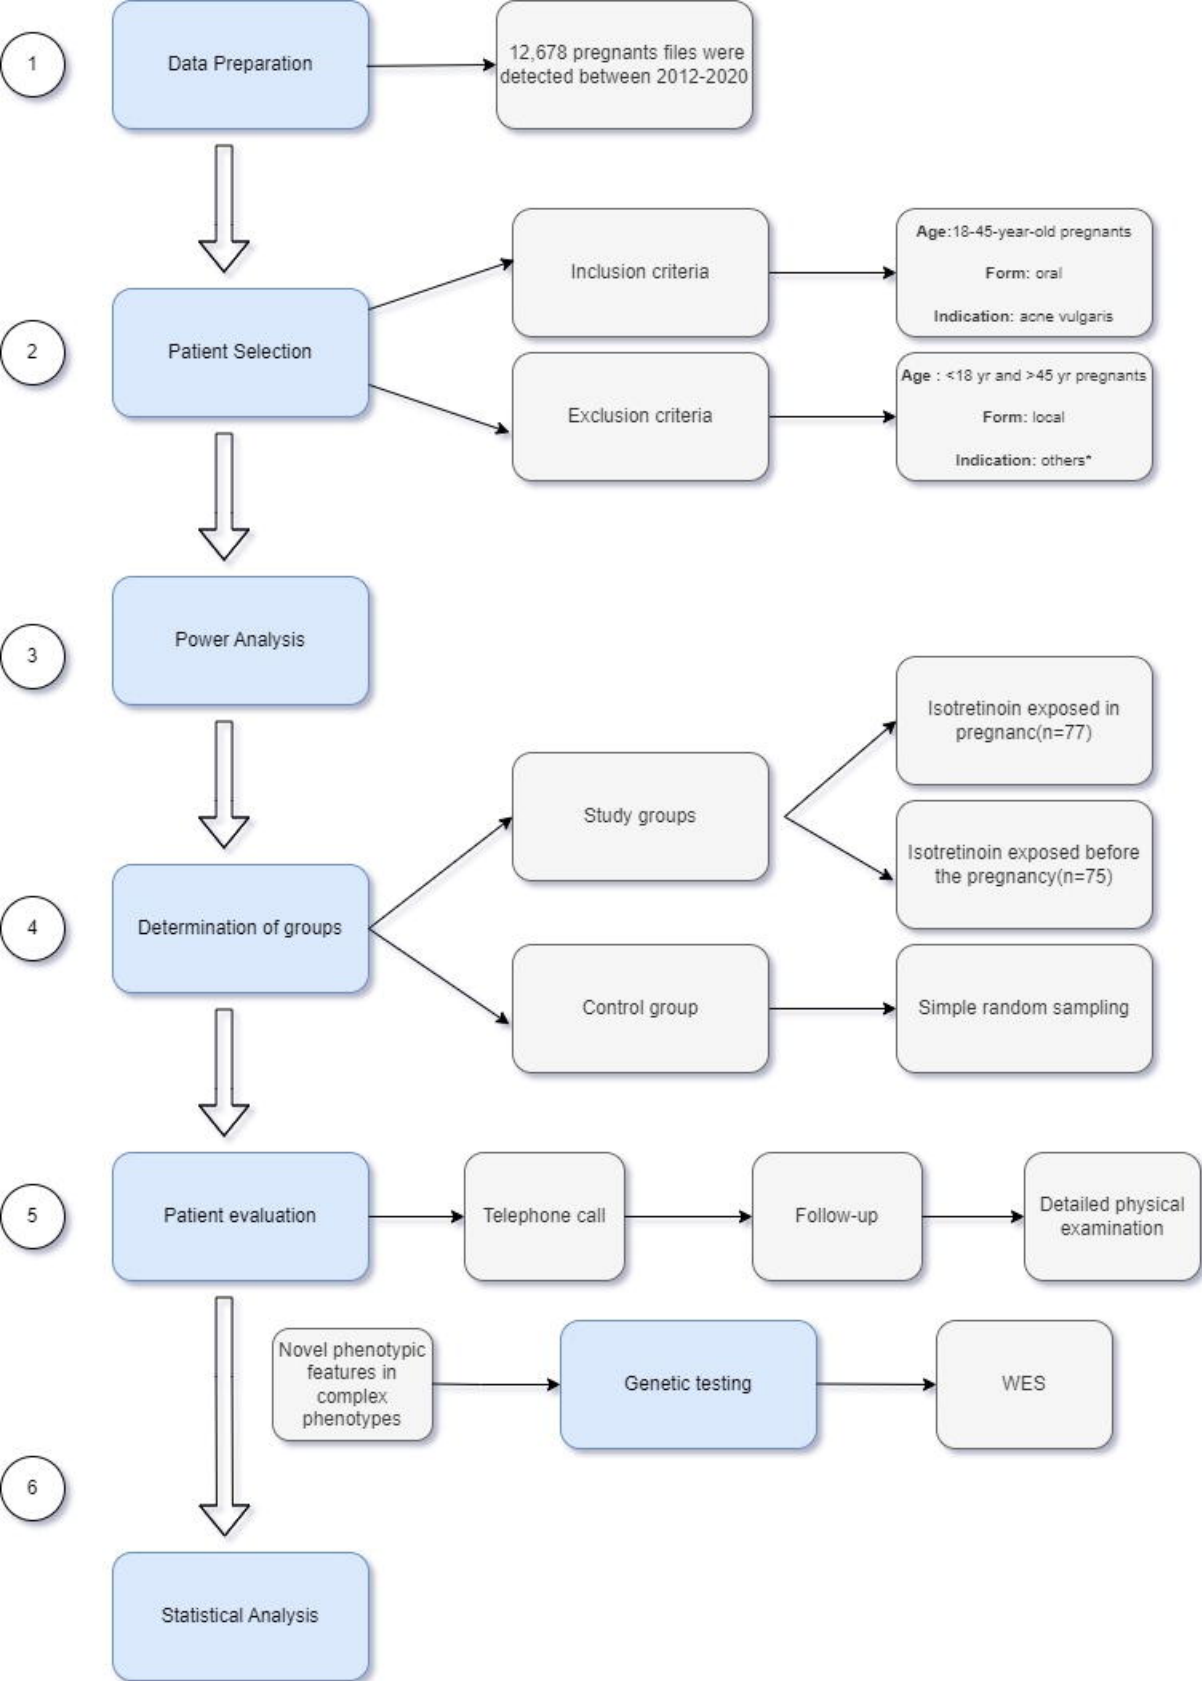 1
Data Preparation
12,678 pregnants files were
detected between 2012-2020
2
Patient Selection
Inclusion criteria
Age:18-45-year-old pregnants
Form: oral
Indication: acne vulgaris
Exclusion criteria
Age : <18 yr and >45 yr pregnants
Form: local
Indication: others*
3
Power Analysis
4
Determination of groups
Study groups
Isotretinoin exposed in
pregnanc(n=77)
Isotretinoin exposed before
the pregnancy(n=75)
Control group
Simple random sampling
5
Patient evaluation
Telephone call
Follow-up
Detailed physical
examination
Novel phenotypic
features in
complex
phenotypes
Genetic testing
WES
6
Statistical Analysis